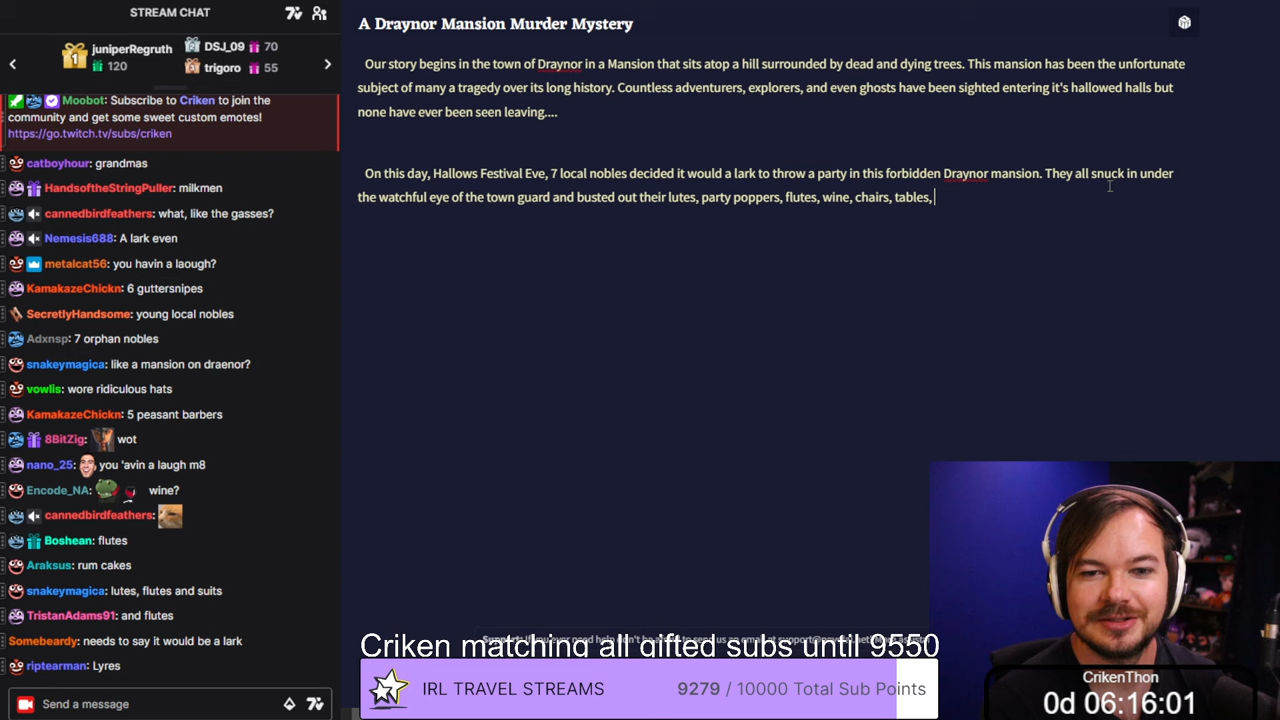 STREAM CHAT
juniperRegruth
120
DSJ_09 70
trigoro 55
Moobot: Subscribe to Criken to join the
community and get some sweet custom emotes!
https://go.twitch.tv/subs/criken
catboyhour: grandmas
HandsoftheStringPuller: milkmen
cannedbirdfeathers: what, like the gasses?
Nemesis688: A lark even
metalcat56: you havin a laough?
KamakazeChickn: 6 guttersnipes
SecretlyHandsome: young local nobles
Adxnsp: 7 orphan nobles
snakeymagica: like a mansion on draenor?
vowlis: wore ridiculous hats
KamakazeChickn: 5 peasant barbers
8BitZig: wot
nano_25: you 'avin a laugh m8
Encode_NA: wine?
cannedbirdfeathers:
Boshean: flutes
Araksus: rum cakes
snakeymagica: lutes, flutes and suits
TristanAdams91: and flutes
Somebeardy: needs to say it would be a lark
riptearman: Lyres
Send a message
A Draynor Mansion Murder Mystery
Our story begins in the town of Draynor in a Mansion that sits atop a hill surrounded by dead and dying trees. This mansion has been the unfortunate
subject of many a tragedy over its long history. Countless adventurers, explorers, and even ghosts have been sighted entering it's hallowed halls but
none have ever been seen leaving....
On this day, Hallows Festival Eve, 7 local nobles decided it would a lark to throw a party in this forbidden Draynor mansion. They all snuck in under
the watchful eye of the town guard and busted out their lutes, party poppers, flutes, wine, chairs, tables,
Criken matching all gifted subs until 9550
IRL TRAVEL STREAMS 9279 / 10000 Total Sub Points
CrikenThon
0d 06:16:01